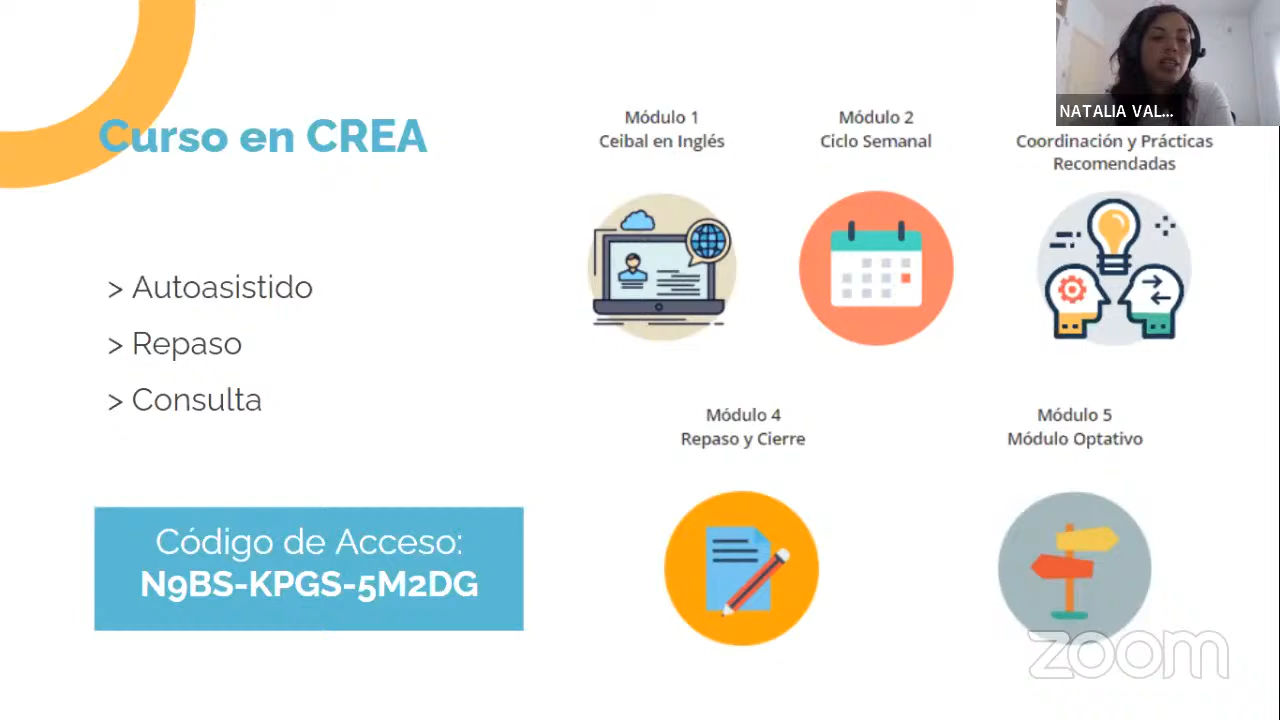 Curso en CREA
> Autoasistido
> Repaso
> Consulta
Código de Acceso:
N9BS-KPGS-5M2DG
Módulo 1
Ceibal en Inglés
Módulo 2
Ciclo Semanal
Coordinación y Prácticas
Recomendadas
Módulo 4
Repaso y Cierre
Módulo 5
Módulo Optativo
NATALIA VAL...
zoom